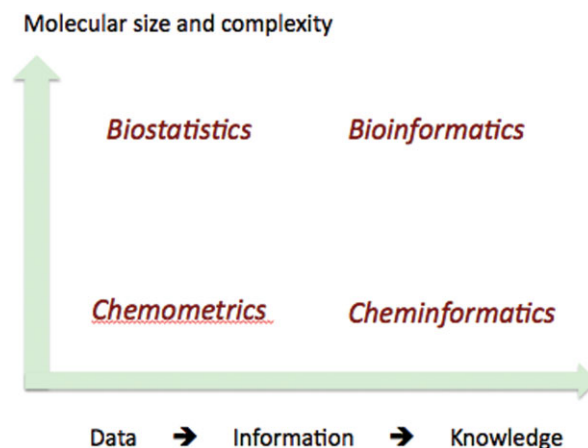 Molecular size and complexity
Biostatistics Bioinformatics
Chemometrics Cheminformatics
Data ➔ Information ➔ Knowledge